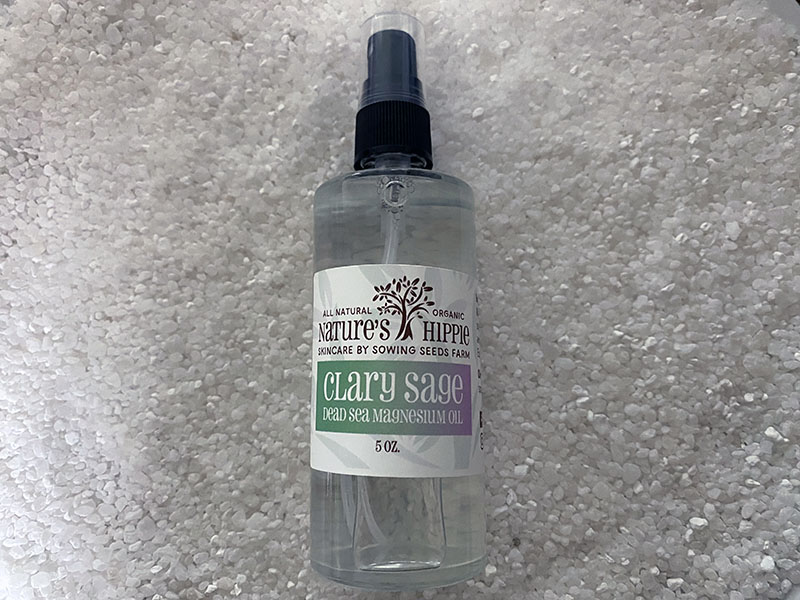 ALL NATURAL ORGANIC
NATURE'S HIPPIE
SKINCARE BY SOWING SEEDS FARM
CLARY SAGE
DEAD SEA MAGNESIUM OIL
5 OZ.